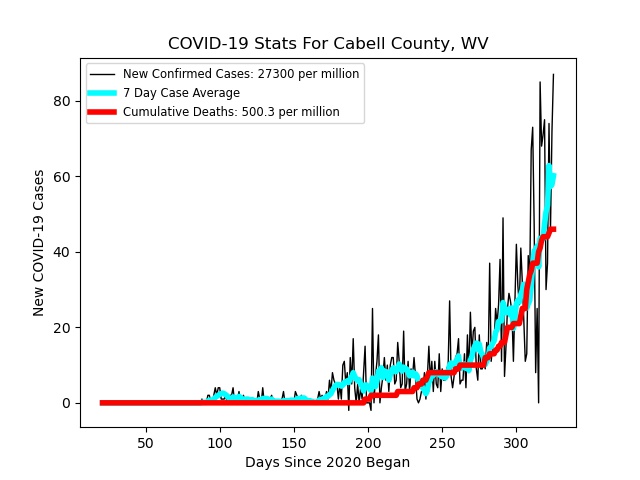 COVID-19 Stats For Cabell County, WV
New Confirmed Cases: 27300 per million
7 Day Case Average
Cumulative Deaths: 500.3 per million
New COVID-19 Cases
80
60
40
20
0
50 100 150 200 250 300
Days Since 2020 Began